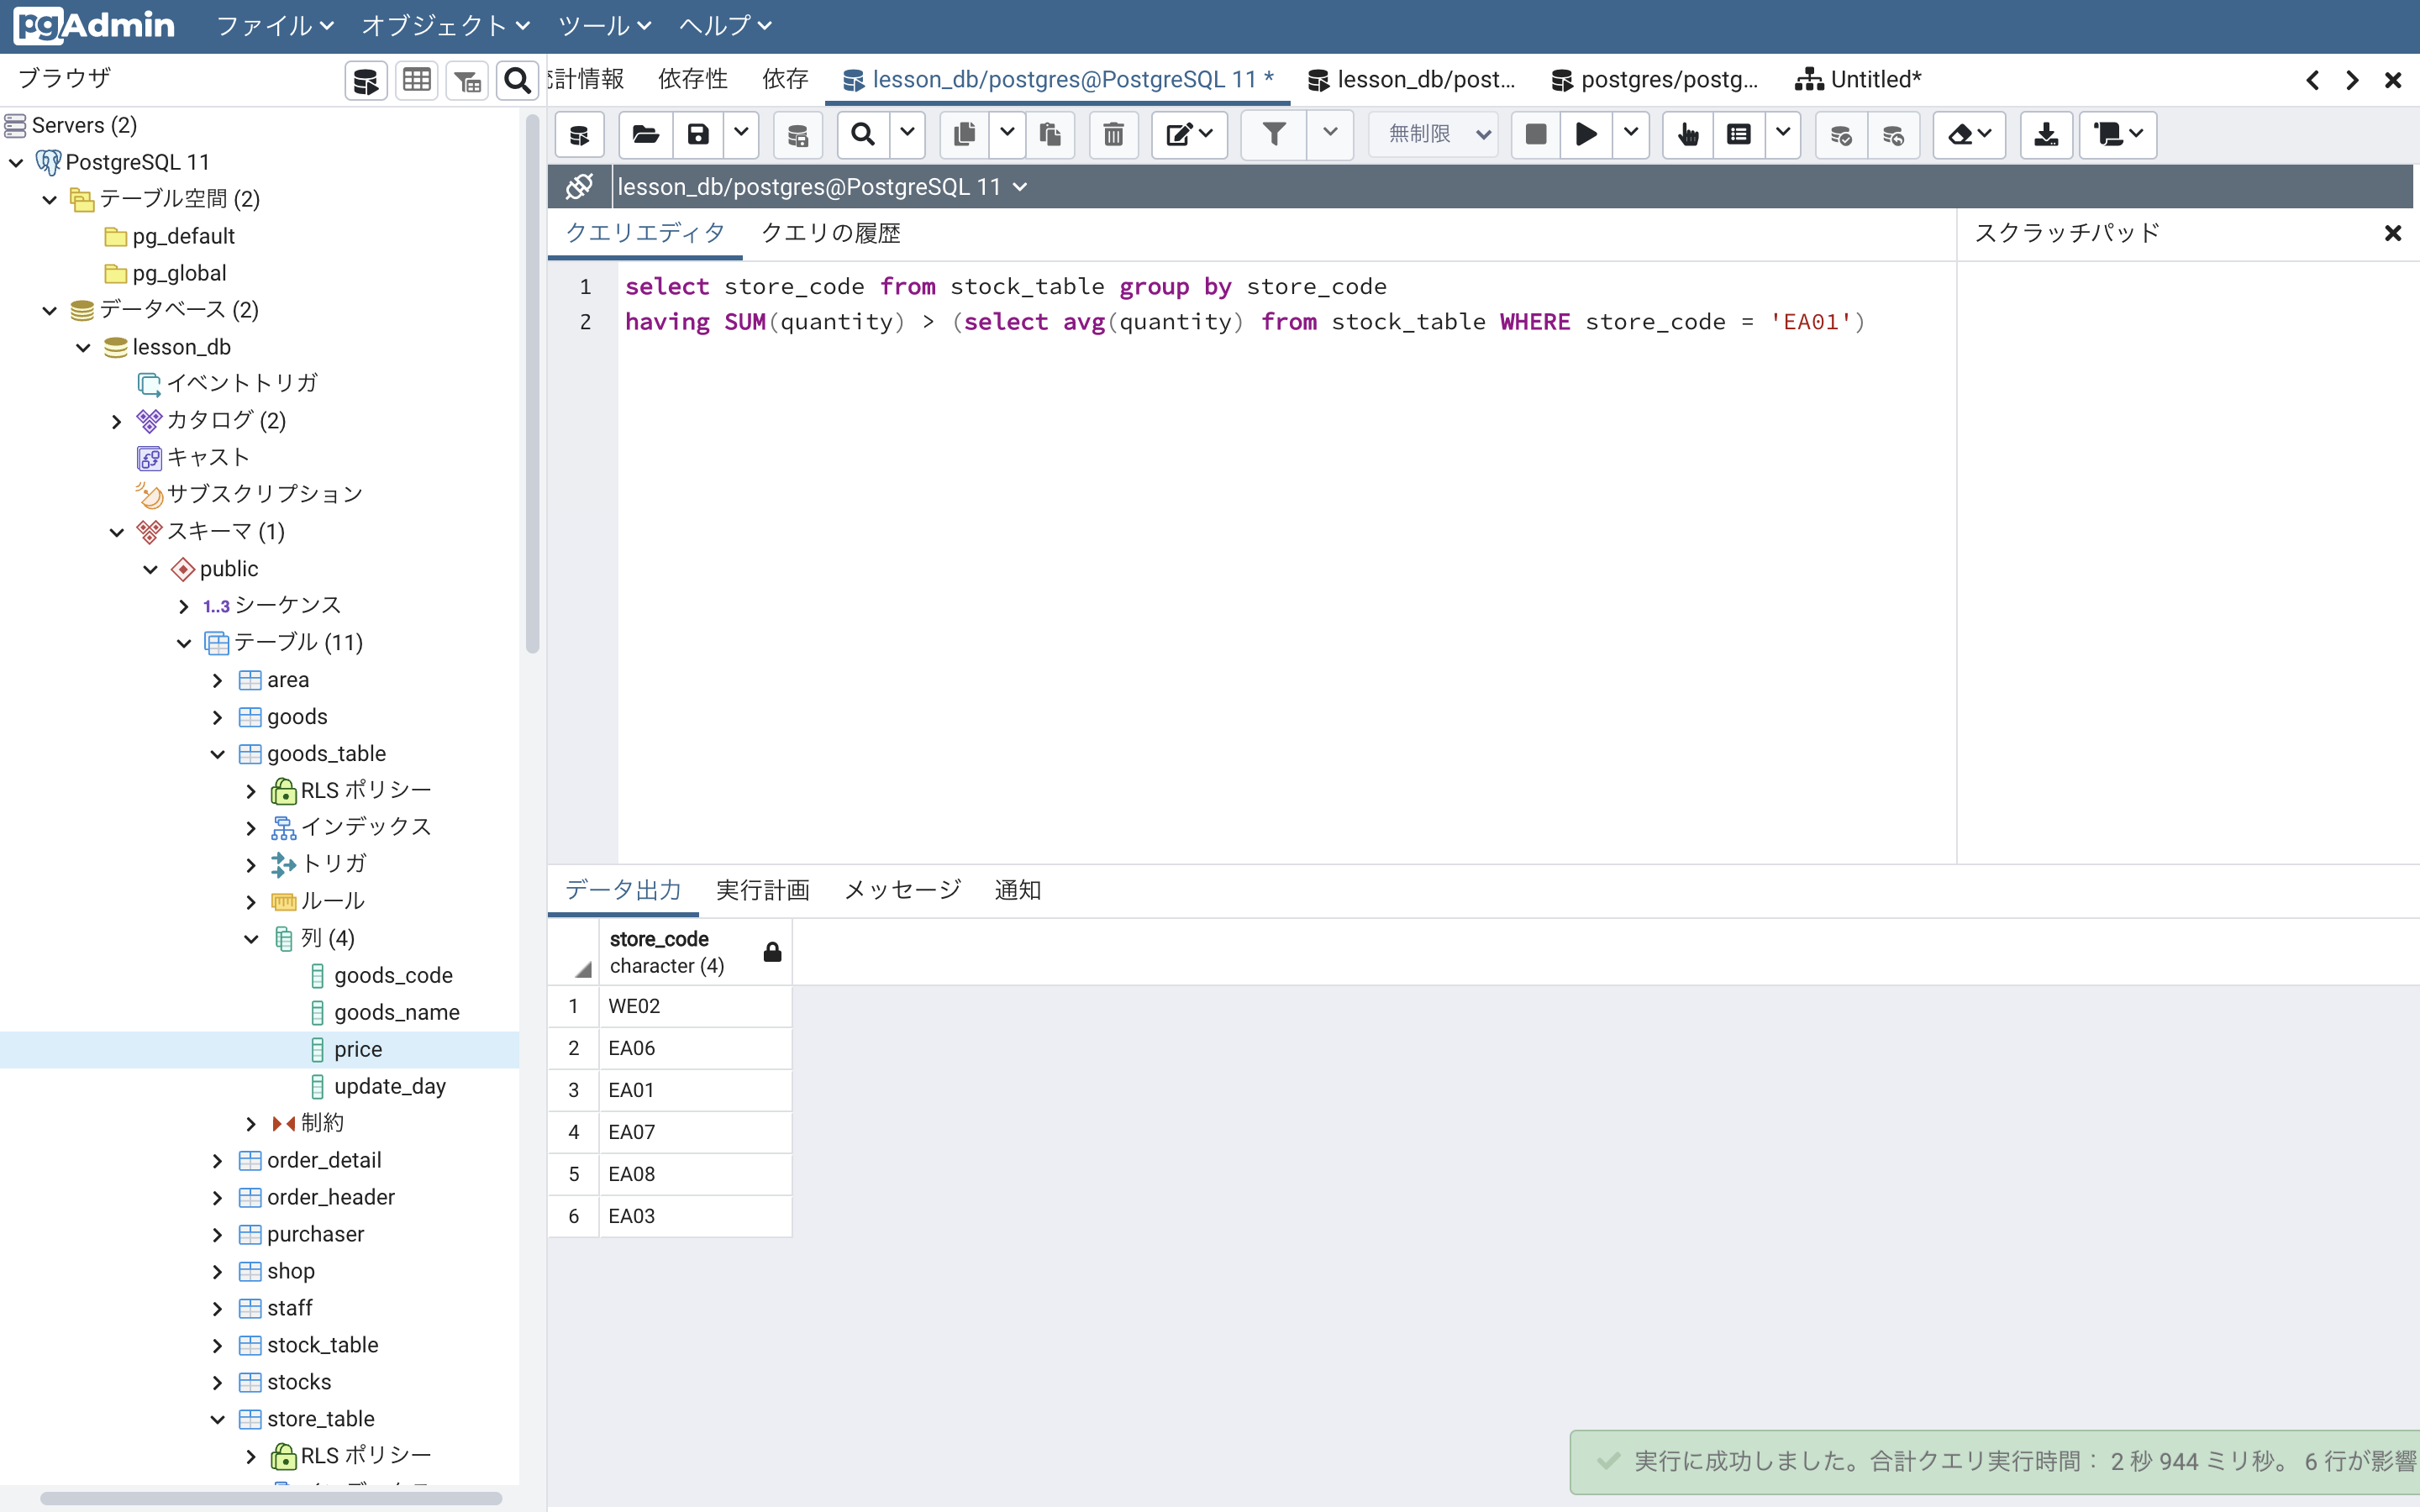 pgAdmin ファイル オブジェクト ツール ヘルプ
ブラウザ
計情報 依存性 依存 lesson_db/postgres@PostgreSQL 11 * lesson_db/post... postgres/postg... Untitled*
無制限
lesson_db/postgres@PostgreSQL 11
クエリエディタ クエリの履歴
スクラッチパッド
1 select store_code from stock_table group by store_code
2 having SUM(quantity) > (select avg(quantity) from stock_table WHERE store_code = 'EA01')
Servers (2)
PostgreSQL 11
テーブル空間 (2)
pg_default
pg_global
データベース (2)
lesson_db
イベントトリガ
カタログ (2)
キャスト
サブスクリプション
スキーマ (1)
public
1..3 シーケンス
テーブル (11)
area
goods
goods_table
RLS ポリシー
インデックス
トリガ
ルール
列 (4)
goods_code
goods_name
price
update_day
制約
order_detail
order_header
purchaser
shop
staff
stock_table
stocks
store_table
RLS ポリシー
データ出力 実行計画 メッセージ 通知
store_code
character (4)
1 WE02
2 EA06
3 EA01
4 EA07
5 EA08
6 EA03
実行に成功しました。合計クエリ実行時間： 2 秒 944 ミリ秒。 6 行が影響